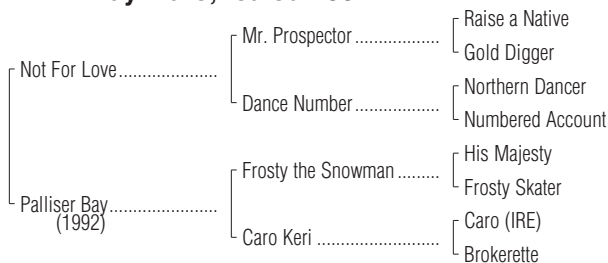 Raise a Native
Mr. Prospector ..................
Gold Digger
Not For Love.....................
Northern Dancer
Dance Number..................
Numbered Account
His Majesty
Frosty the Snowman .........
Frosty Skater
Palliser Bay.......................
(1992)
Caro (IRE)
Caro Keri ..........................
Brokerette